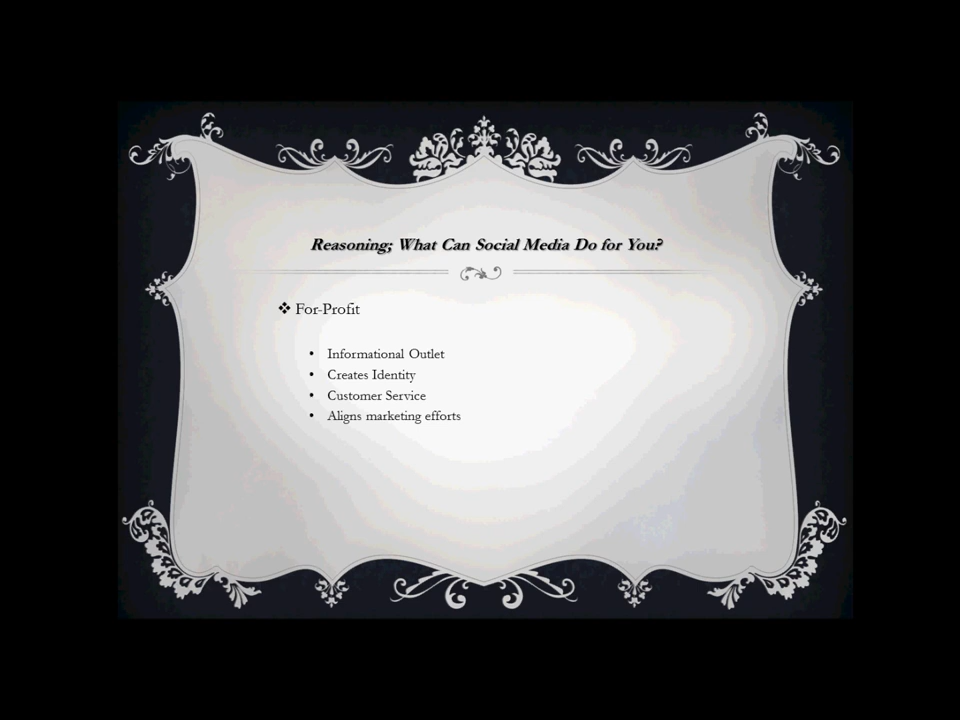 Reasoning; What Can Social Media Do for You?
❖ For-Profit
• Informational Outlet
• Creates Identity
• Customer Service
• Aligns marketing efforts